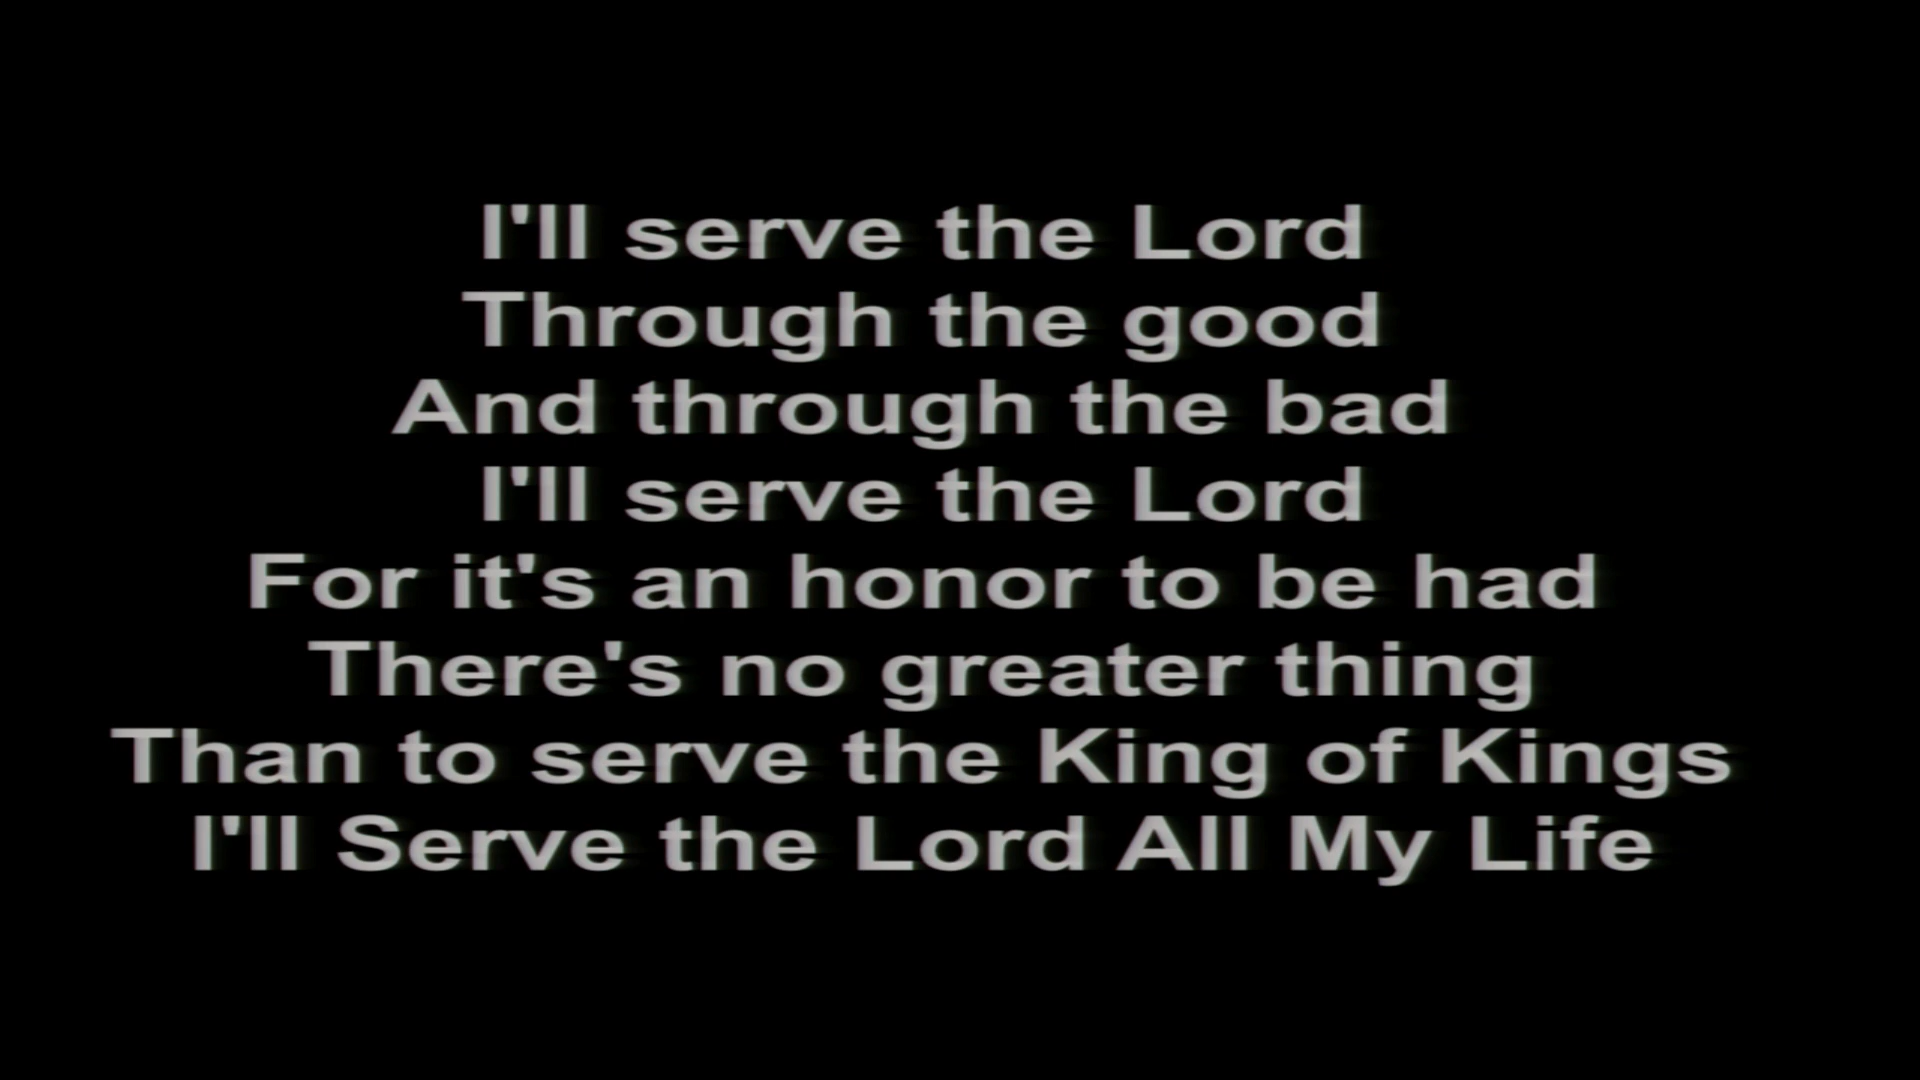 I'll serve the Lord
Through the good
And through the bad
I'll serve the Lord
For it's an honor to be had
There's no greater thing
Than to serve the King of Kings
I'll Serve the Lord All My Life